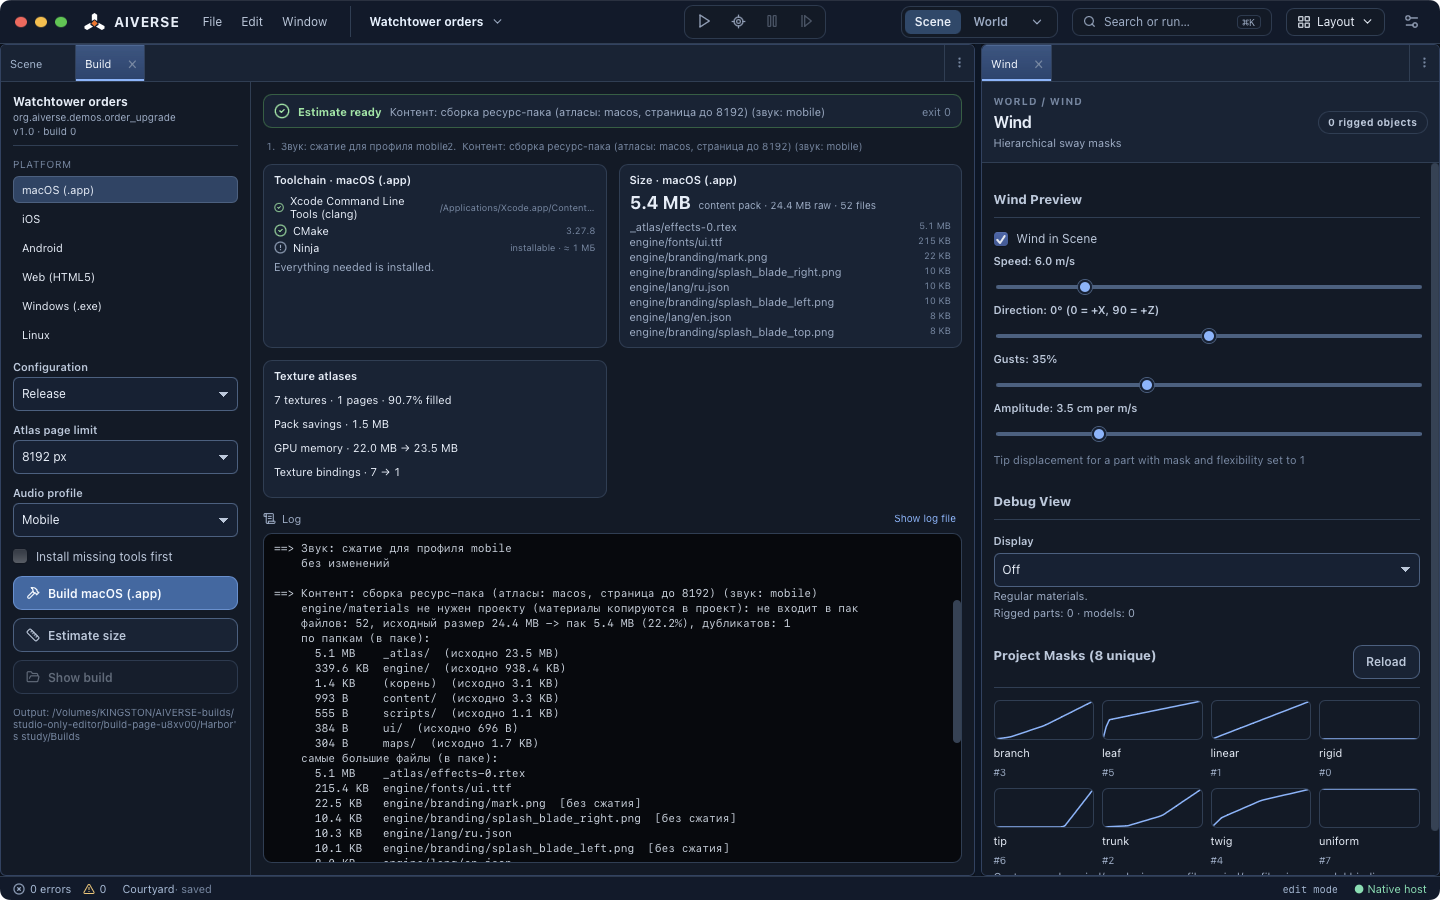 AIVERSE File Edit Window Watchtower orders Scene World Search or run... ⌘K Layout
Scene Build Wind
Watchtower orders
org.aiverse.demos.order_upgrade
v1.0 · build 0
PLATFORM
macOS (.app)
iOS
Android
Web (HTML5)
Windows (.exe)
Linux
Configuration
Release
Atlas page limit
8192 px
Audio profile
Mobile
Install missing tools first
Build macOS (.app)
Estimate size
Show build
Output: /Volumes/KINGSTON/AIVERSE-builds/
studio-only-editor/build-page-u8xv00/Harbor'
s study/Builds
Estimate ready Контент: сборка ресурс-пака (атласы: macos, страница до 8192) (звук: mobile) exit 0
1. Звук: сжатие для профиля mobile2. Контент: сборка ресурс-пака (атласы: macos, страница до 8192) (звук: mobile)
Toolchain · macOS (.app)
Xcode Command Line
Tools (clang) /Applications/Xcode.app/Content...
CMake 3.27.8
Ninja installable · ≈ 1 МБ
Everything needed is installed.
Size · macOS (.app)
5.4 MB content pack · 24.4 MB raw · 52 files
_atlas/effects-0.rtex 5.1 MB
engine/fonts/ui.ttf 215 KB
engine/branding/mark.png 22 KB
engine/branding/splash_blade_right.png 10 KB
engine/lang/ru.json 10 KB
engine/branding/splash_blade_left.png 10 KB
engine/lang/en.json 8 KB
engine/branding/splash_blade_top.png 8 KB
Texture atlases
7 textures · 1 pages · 90.7% filled
Pack savings · 1.5 MB
GPU memory · 22.0 MB → 23.5 MB
Texture bindings · 7 → 1
Log Show log file
==> Звук: сжатие для профиля mobile
без изменений
==> Контент: сборка ресурс-пака (атласы: macos, страница до 8192) (звук: mobile)
engine/materials не нужен проекту (материалы копируются в проект): не входит в пак
файлов: 52, исходный размер 24.4 MB -> пак 5.4 MB (22.2%), дубликатов: 1
по папкам (в паке):
5.1 MB _atlas/ (исходно 23.5 MB)
339.6 KB engine/ (исходно 938.4 KB)
1.4 KB (корень) (исходно 3.1 KB)
993 B content/ (исходно 3.3 KB)
555 B scripts/ (исходно 1.1 KB)
384 B ui/ (исходно 696 B)
304 B maps/ (исходно 1.7 KB)
самые большие файлы (в паке):
5.1 MB _atlas/effects-0.rtex
215.4 KB engine/fonts/ui.ttf
22.5 KB engine/branding/mark.png [без сжатия]
10.4 KB engine/branding/splash_blade_right.png [без сжатия]
10.3 KB engine/lang/ru.json
10.1 KB engine/branding/splash_blade_left.png [без сжатия]
WORLD / WIND
Wind
Hierarchical sway masks
0 rigged objects
Wind Preview
Wind in Scene
Speed: 6.0 m/s
Direction: 0° (0 = +X, 90 = +Z)
Gusts: 35%
Amplitude: 3.5 cm per m/s
Tip displacement for a part with mask and flexibility set to 1
Debug View
Display
Off
Regular materials.
Rigged parts: 0 · models: 0
Project Masks (8 unique) Reload
branch leaf linear rigid
#3 #5 #1 #0
tip trunk twig uniform
#6 #2 #4 #7
0 errors 0 Courtyard · saved edit mode Native host